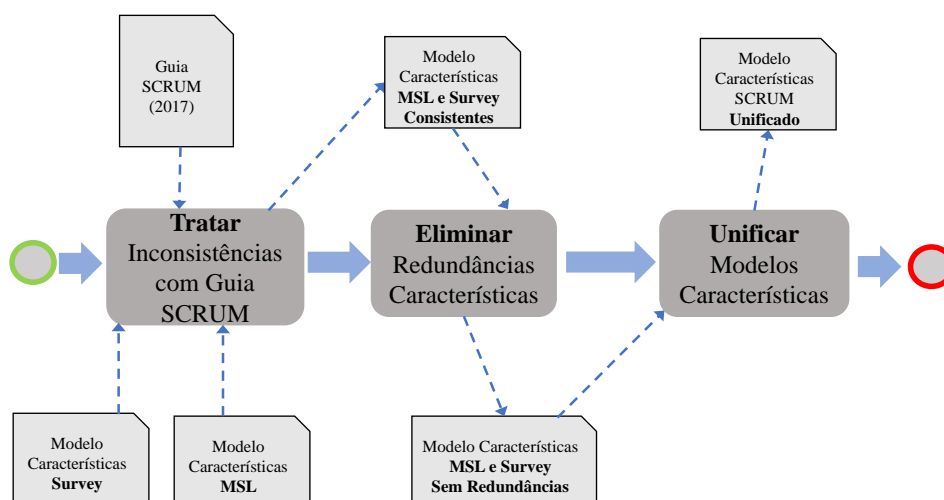 Guia
SCRUM
(2017)
Modelo
Características
MSL e Survey
Consistentes
Modelo
Características
SCRUM
Unificado
Tratar
Inconsistências
com Guia
SCRUM
Eliminar
Redundâncias
Características
Unificar
Modelos
Características
Modelo
Características
Survey
Modelo
Características
MSL
Modelo Características
MSL e Survey
Sem Redundâncias